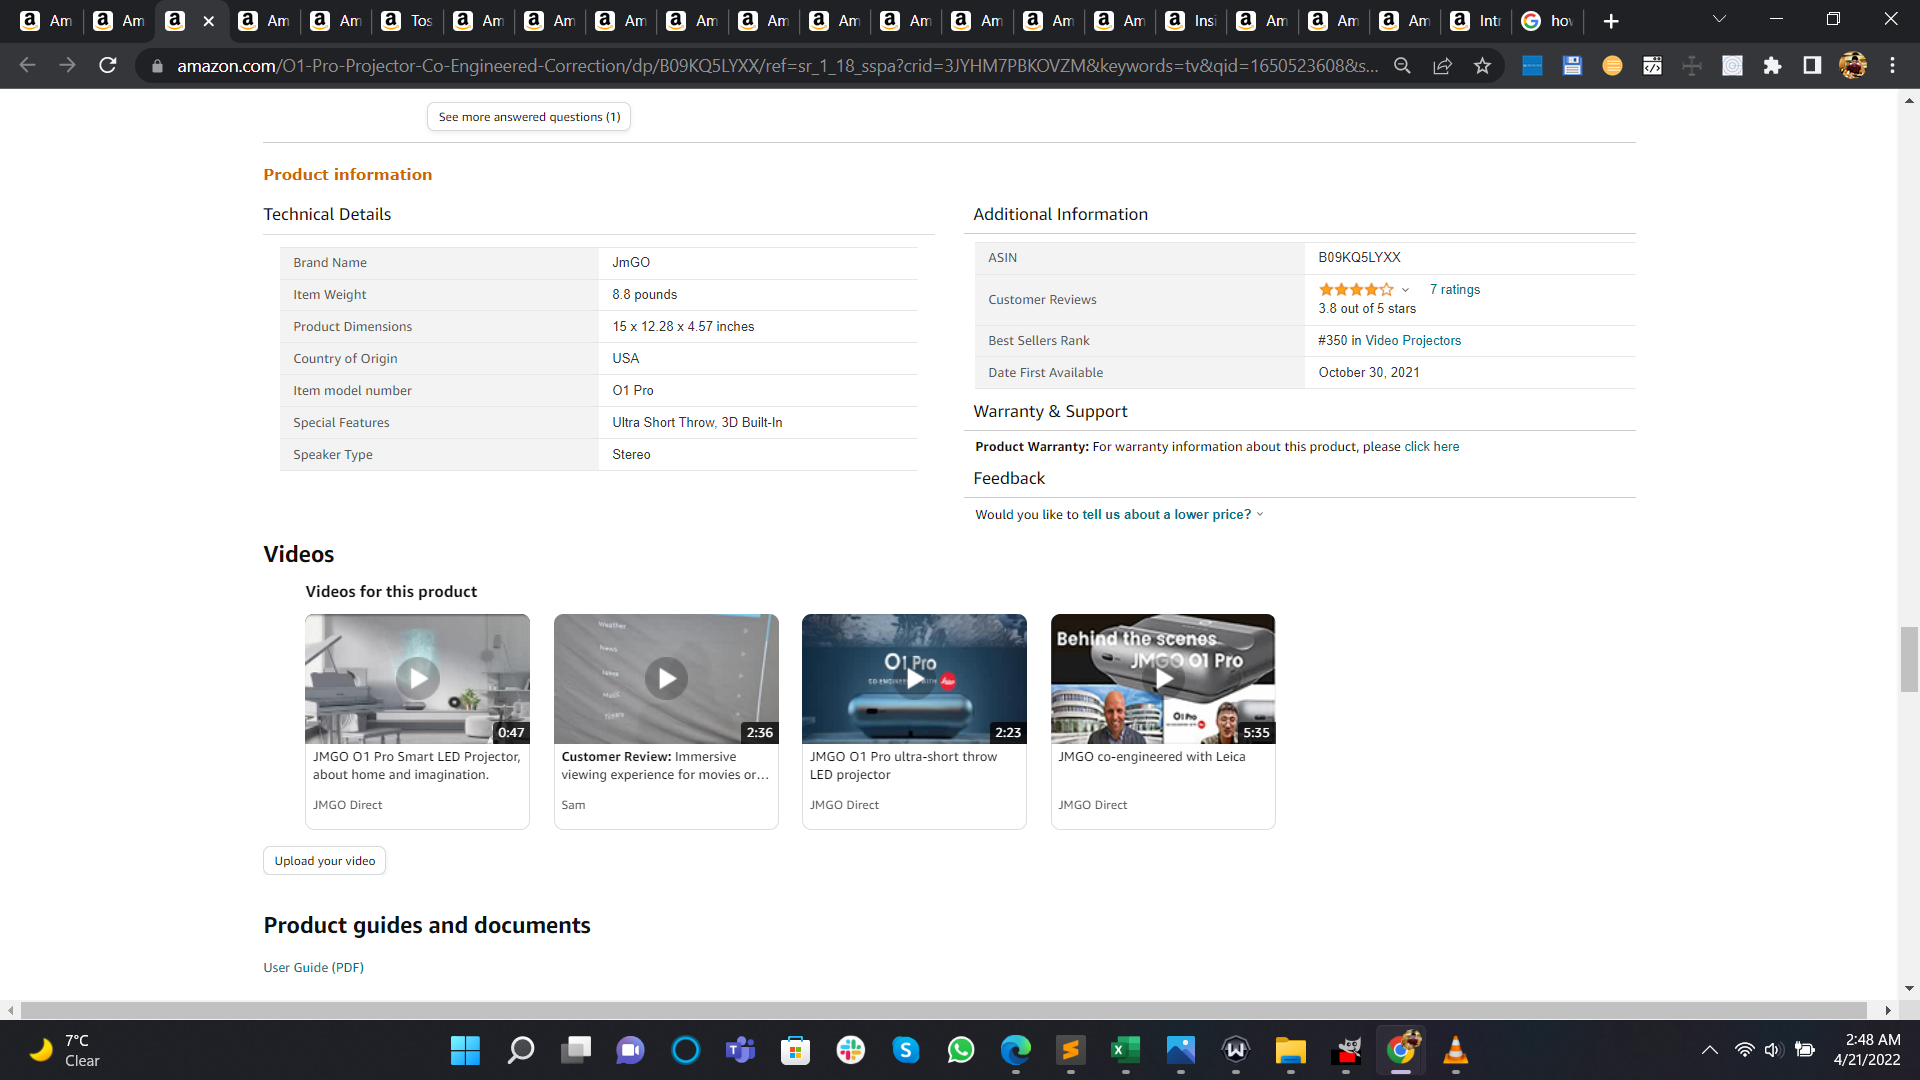 Am
Am
Am
Am
Tos
Am
Am
Am
Am
Am
Am
Am
Am
Am
Am
Insi
Am
Am
Am
Intr
how
amazon.com/O1-Pro-Projector-Co-Engineered-Correction/dp/B09KQ5LYXX/ref=sr_1_18_sspa?crid=3JYHM7PBKOVZM&keywords=tv&qid=1650523608&s...
See more answered questions (1)
Product information
Technical Details
Brand Name JmGO
Item Weight 8.8 pounds
Product Dimensions 15 x 12.28 x 4.57 inches
Country of Origin USA
Item model number O1 Pro
Special Features Ultra Short Throw, 3D Built-In
Speaker Type Stereo
Additional Information
ASIN B09KQ5LYXX
Customer Reviews 7 ratings
3.8 out of 5 stars
Best Sellers Rank #350 in Video Projectors
Date First Available October 30, 2021
Warranty & Support
Product Warranty: For warranty information about this product, please click here
Feedback
Would you like to tell us about a lower price?
Videos
Videos for this product
0:47
JMGO O1 Pro Smart LED Projector,
about home and imagination.
JMGO Direct
Weather
News
Music
2:36
Customer Review: Immersive
viewing experience for movies or...
Sam
O1 Pro
CO-ENGINEERED WITH Leica
2:23
JMGO O1 Pro ultra-short throw
LED projector
JMGO Direct
Behind the scenes
JMGO O1 Pro
O1 Pro
5:35
JMGO co-engineered with Leica
JMGO Direct
Upload your video
Product guides and documents
User Guide (PDF)
7°C
Clear
2:48 AM
4/21/2022